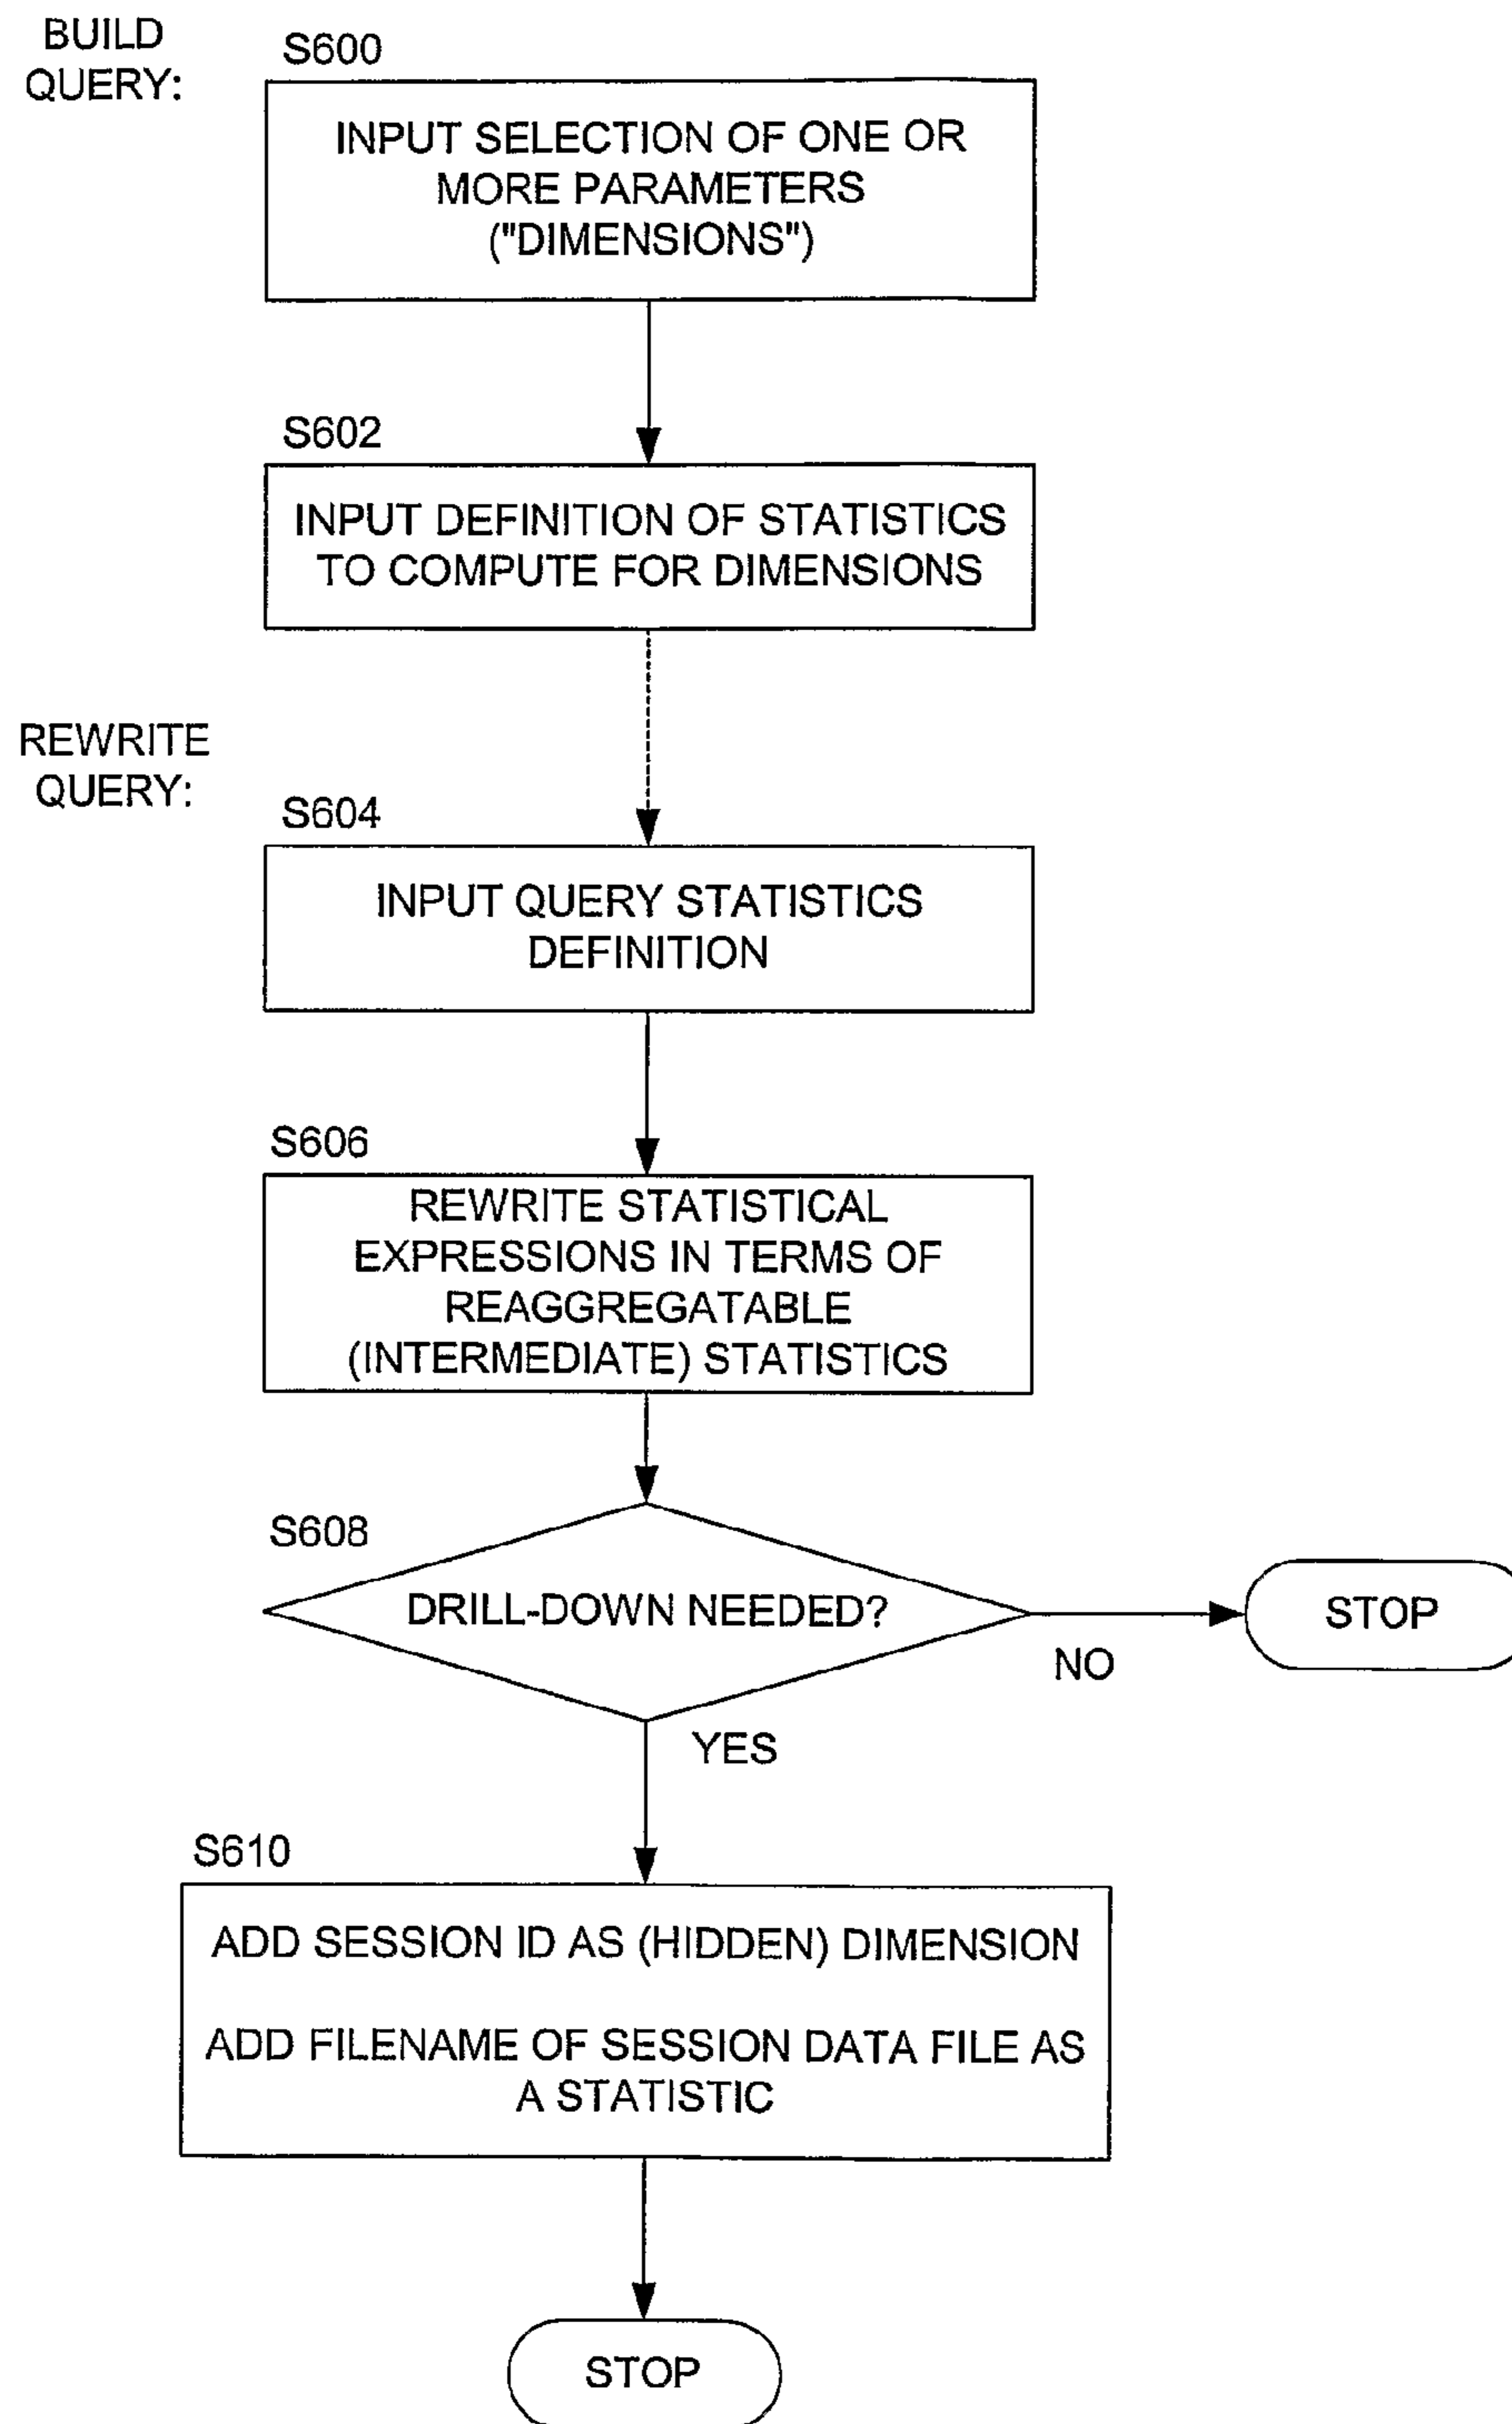 BUILD
QUERY:
S600
INPUT SELECTION OF ONE OR
MORE PARAMETERS
("DIMENSIONS")
S602
INPUT DEFINITION OF STATISTICS
TO COMPUTE FOR DIMENSIONS
REWRITE
QUERY:
S604
INPUT QUERY STATISTICS
DEFINITION
S606
REWRITE STATISTICAL
EXPRESSIONS IN TERMS OF
REAGGREGATABLE
(INTERMEDIATE) STATISTICS
S608
DRILL-DOWN NEEDED?
NO
STOP
YES
S610
ADD SESSION ID AS (HIDDEN) DIMENSION
ADD FILENAME OF SESSION DATA FILE AS
A STATISTIC
STOP